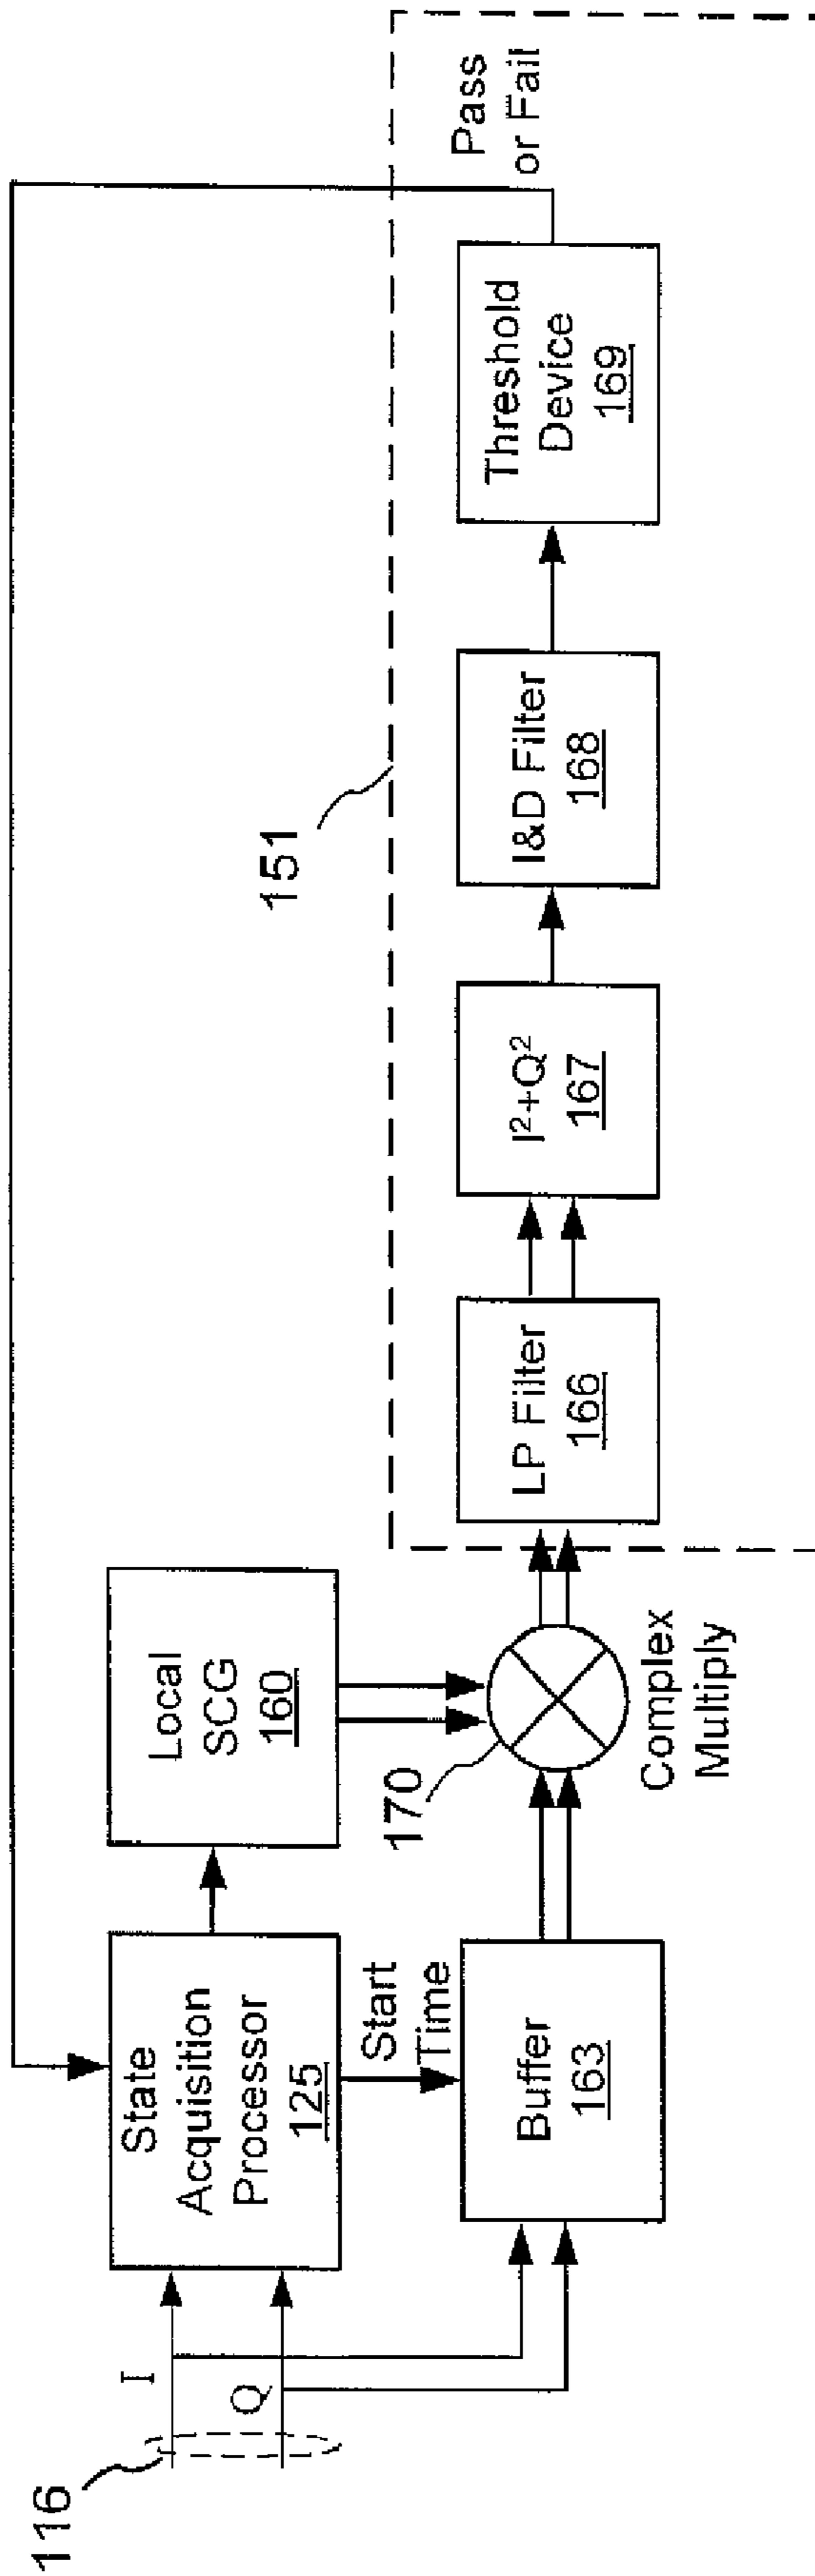 116
I
Q
State
Acquisition
Processor
125
Local
SCG
160
Start
Time
Buffer
163
170
Complex
Multiply
151
LP Filter
166
I²+Q²
167
I&D Filter
168
Threshold
Device
169
Pass
or Fail